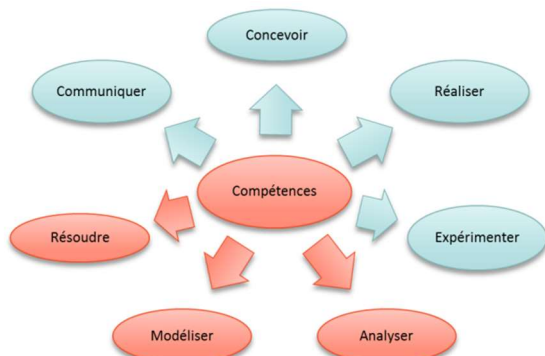 Concevoir
Communiquer
Réaliser
Compétences
Résoudre
Expérimenter
Modéliser
Analyser